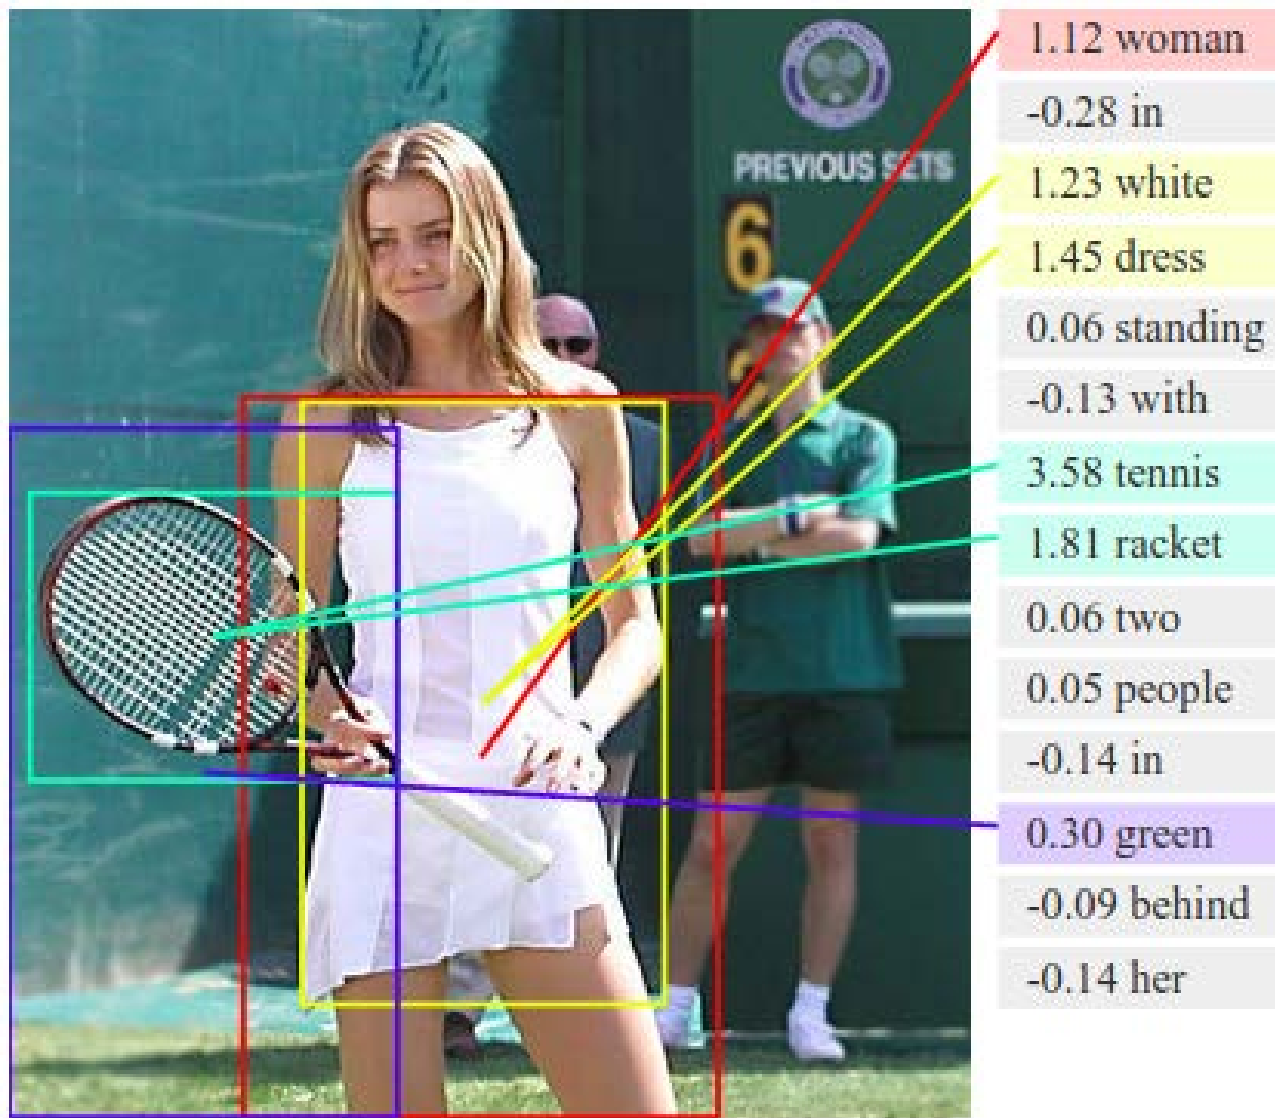 PREVIOUS SETS
6
1.12 woman
-0.28 in
1.23 white
1.45 dress
0.06 standing
-0.13 with
3.58 tennis
1.81 racket
0.06 two
0.05 people
-0.14 in
0.30 green
-0.09 behind
-0.14 her